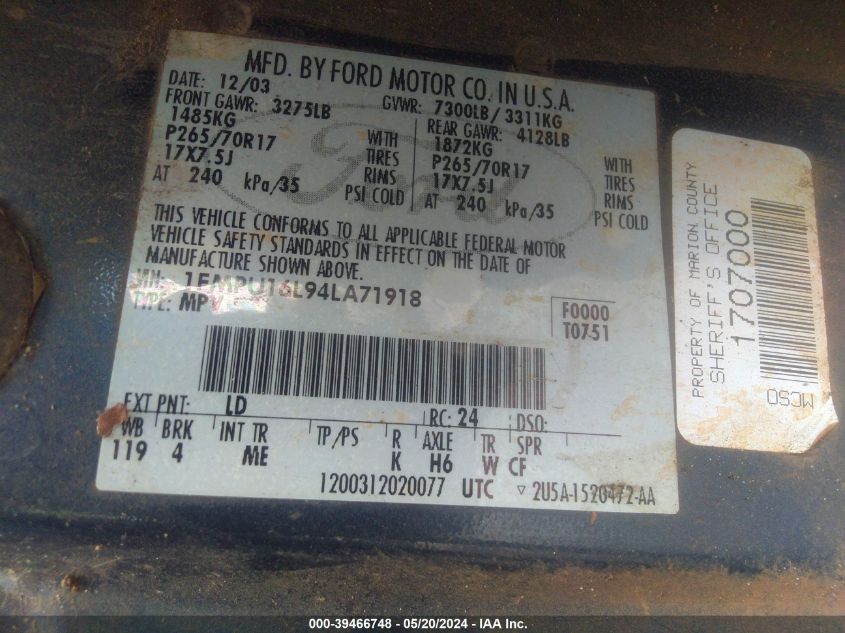 MFD. BY FORD MOTOR CO. IN U.S.A.
DATE: 12/03 GVWR: 7300LB/ 3311KG
FRONT GAWR: 3275LB REAR GAWR: 4128LB
1485KG WITH 1872KG WITH
P265/70R17 TIRES P265/70R17 TIRES
17X7.5J RIMS 17X7.5J RIMS
AT 240 kPa/35 PSI COLD AT 240 kPa/35 PSI COLD
Ford
THIS VEHICLE CONFORMS TO ALL APPLICABLE FEDERAL MOTOR
VEHICLE SAFETY STANDARDS IN EFFECT ON THE DATE OF
MANUFACTURE SHOWN ABOVE.
VIN: 1FMPU16L94LA71918
TYPE: MPV
F0000
T0751
EXT PNT: LD RC: 24 DSO:
WB BRK INT TR TP/PS R AXLE TR SPR
119 4 ME K H6 W CF
1200312020077 UTC ▽ 2U5A-1520472-AA
PROPERTY OF MARION COUNTY
SHERIFF'S OFFICE
1707000
MCSO
000-39466748 - 05/20/2024 - IAA Inc.